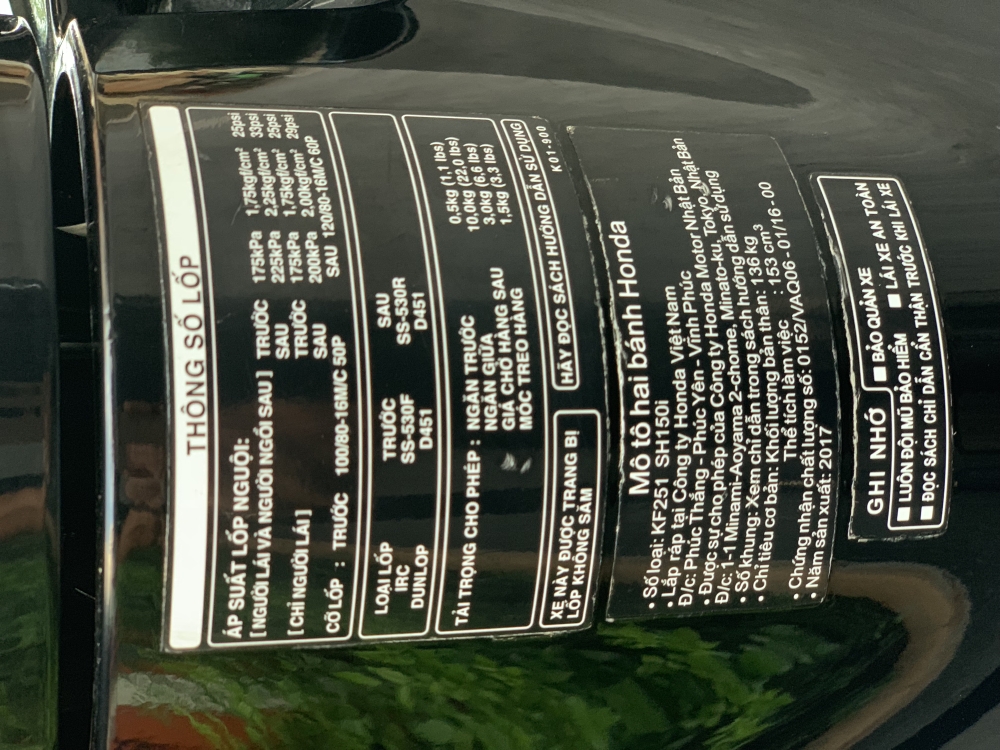 THÔNG SỐ LỐP
ÁP SUẤT LỐP NGUỘI:
[ NGƯỜI LÁI VÀ NGƯỜI NGỒI SAU ] TRƯỚC 175kPa 1,75kgf/cm² 25psi
SAU 225kPa 2,25kgf/cm² 33psi
[ CHỈ NGƯỜI LÁI ] TRƯỚC 175kPa 1,75kgf/cm² 25psi
SAU 200kPa 2,00kgf/cm² 29psi
CỠ LỐP : TRƯỚC 100/80-16M/C 50P SAU 120/80-16M/C 60P
LOẠI LỐP TRƯỚC SAU
IRC SS-530F SS-530R
DUNLOP D451 D451
TẢI TRỌNG CHO PHÉP : NGĂN TRƯỚC 0,5kg (1,1 lbs)
NGĂN GIỮA 10,0kg (22,0 lbs)
GIÁ CHỞ HÀNG SAU 3,0kg (6,6 lbs)
MÓC TREO HÀNG 1,5kg (3,3 lbs)
XE NÀY ĐƯỢC TRANG BỊ
LỐP KHÔNG SĂM
HÃY ĐỌC SÁCH HƯỚNG DẪN SỬ DỤNG
K01-900
Mô tô hai bánh Honda
• Số loại: KF251 SH150i
• Lắp ráp tại Công ty Honda Việt Nam
Đ/c: Phúc Thắng - Phúc Yên - Vĩnh Phúc
• Được sự cho phép của Công ty Honda Motor Nhật Bản
Đ/c: 1-1 Minami-Aoyama 2-chome, Minato-ku, Tokyo, Nhật Bản
• Số khung: Xem chỉ dẫn trong sách hướng dẫn sử dụng
• Chỉ tiêu cơ bản: Khối lượng bản thân: 136 kg
Thể tích làm việc : 153 cm³
• Chứng nhận chất lượng số: 0152/VAQ06 - 01/16 - 00
• Năm sản xuất: 2017
GHI NHỚ
■ BẢO QUẢN XE
■ LUÔN ĐỘI MŨ BẢO HIỂM ■ LÁI XE AN TOÀN
■ ĐỌC SÁCH CHỈ DẪN CẨN THẬN TRƯỚC KHI LÁI XE